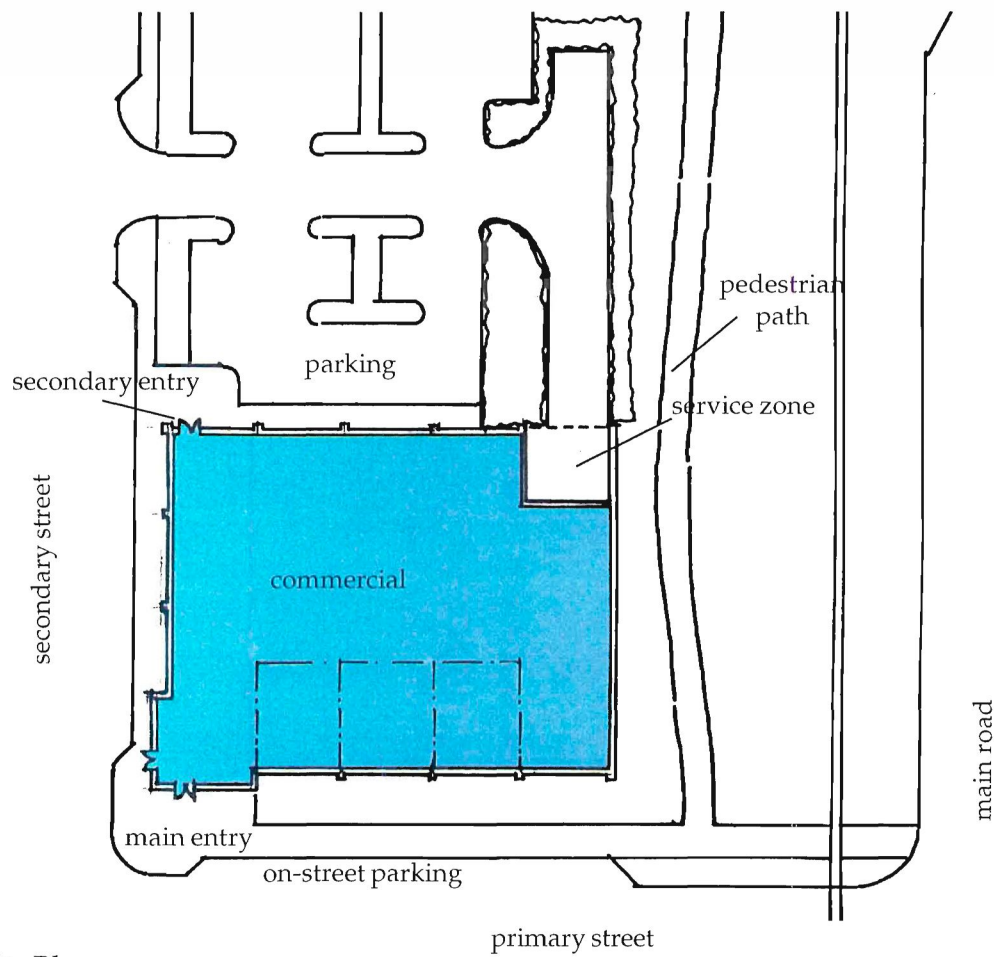 pedestrian
path
parking
secondary entry
service zone
secondary street
commercial
main road
main entry
on-street parking
primary street